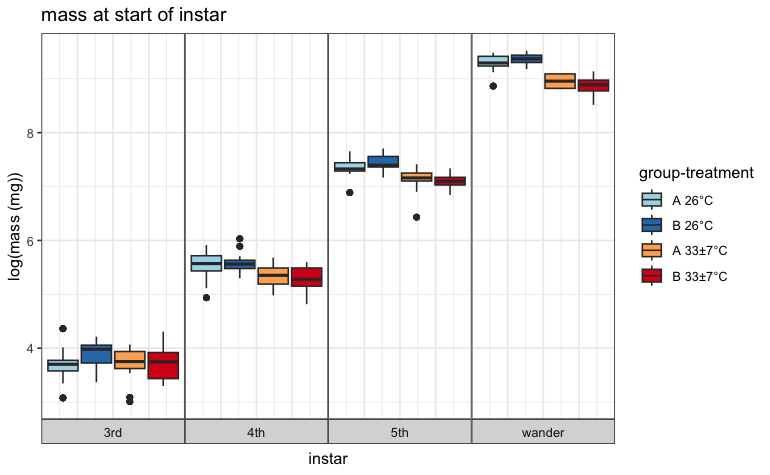 mass at start of instar
log(mass (mg))
8
6
4
3rd
4th
5th
wander
instar
group-treatment
A 26°C
B 26°C
A 33±7°C
B 33±7°C